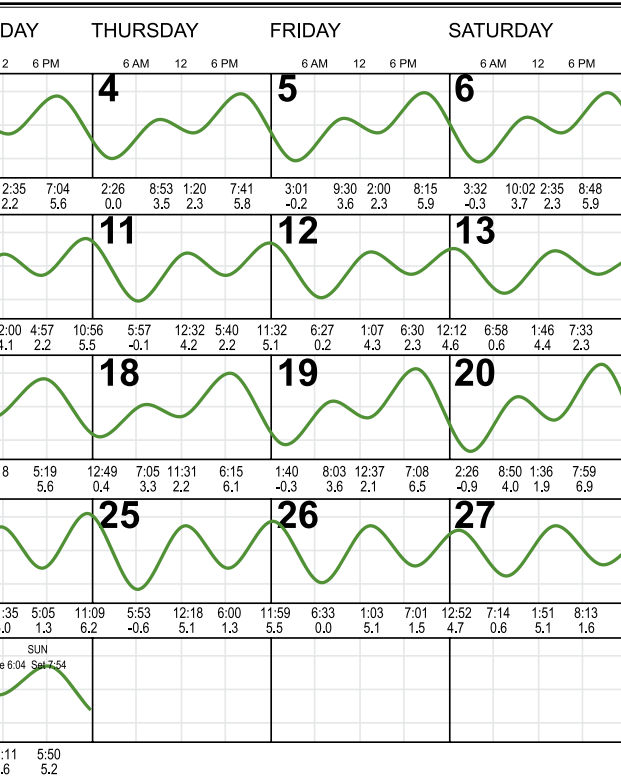 DAY THURSDAY FRIDAY SATURDAY
2 6 PM 6 AM 12 6 PM 6 AM 12 6 PM 6 AM 12 6 PM
4 5 6
2:35 7:04 2:26 8:53 1:20 7:41 3:01 9:30 2:00 8:15 3:32 10:02 2:35 8:48
2.2 5.6 0.0 3.5 2.3 5.8 -0.2 3.6 2.3 5.9 -0.3 3.7 2.3 5.9
11 12 13
2:00 4:57 10:56 5:57 12:32 5:40 11:32 6:27 1:07 6:30 12:12 6:58 1:46 7:33
4.1 2.2 5.5 -0.1 4.2 2.2 5.1 0.2 4.3 2.3 4.6 0.6 4.4 2.3
18 19 20
8 5:19 12:49 7:05 11:31 6:15 1:40 8:03 12:37 7:08 2:26 8:50 1:36 7:59
5.6 0.4 3.3 2.2 6.1 -0.3 3.6 2.1 6.5 -0.9 4.0 1.9 6.9
25 26 27
:35 5:05 11:09 5:53 12:18 6:00 11:59 6:33 1:03 7:01 12:52 7:14 1:51 8:13
.0 1.3 6.2 -0.6 5.1 1.3 5.5 0.0 5.1 1.5 4.7 0.6 5.1 1.6
SUN
e 6:04 Set 7:54
:11 5:50
.6 5.2